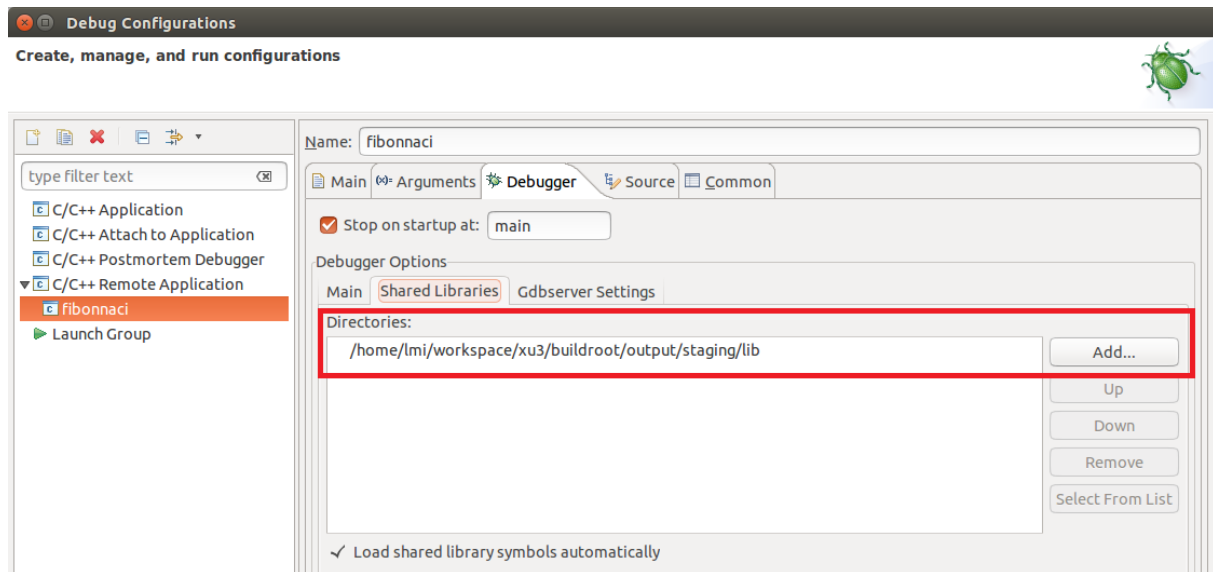 Debug Configurations
Create, manage, and run configurations
Name: fibonnaci
type filter text
Main (x)= Arguments Debugger Source Common
C/C++ Application
C/C++ Attach to Application
C/C++ Postmortem Debugger
C/C++ Remote Application
fibonnaci
Launch Group
Stop on startup at: main
Debugger Options
Main Shared Libraries Gdbserver Settings
Directories:
/home/lmi/workspace/xu3/buildroot/output/staging/lib
Add...
Up
Down
Remove
Select From List
Load shared library symbols automatically